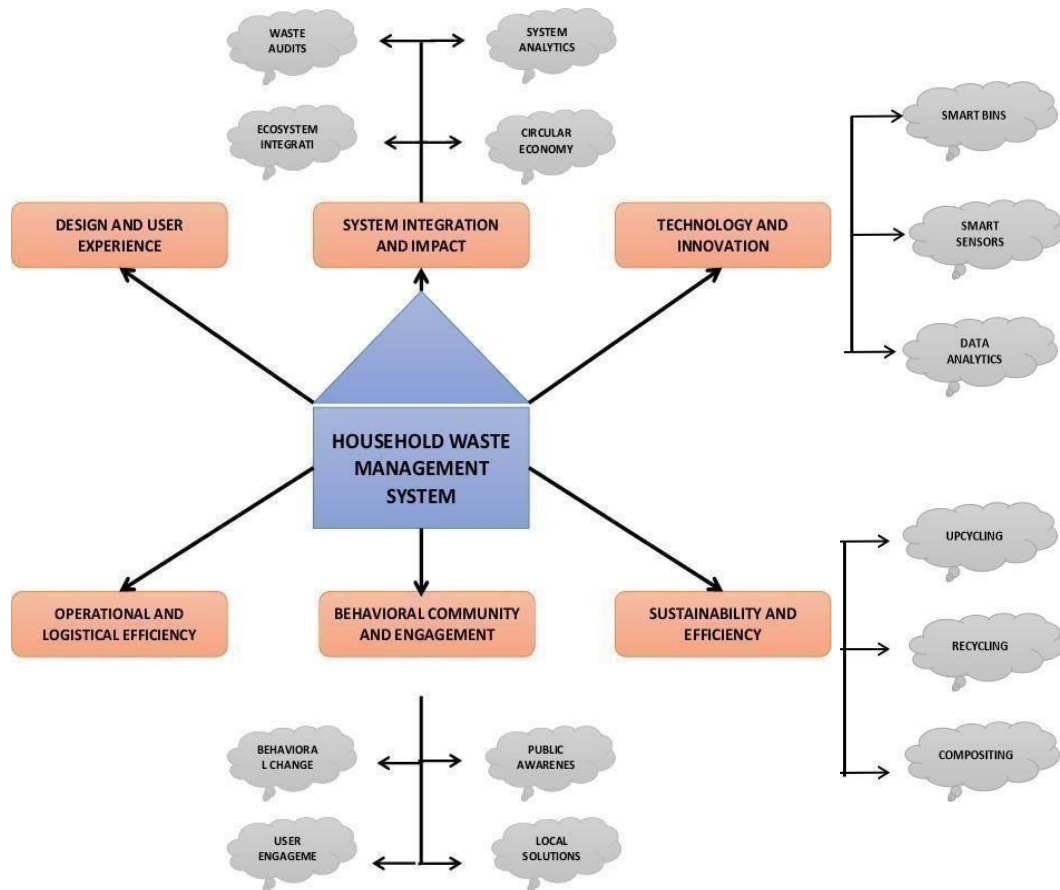 WASTE
AUDITS
SYSTEM
ANALYTICS
ECOSYSTEM
INTEGRATI
CIRCULAR
ECONOMY
SMART BINS
SMART
SENSORS
DATA
ANALYTICS
DESIGN AND USER
EXPERIENCE
SYSTEM INTEGRATION
AND IMPACT
TECHNOLOGY AND
INNOVATION
HOUSEHOLD WASTE
MANAGEMENT
SYSTEM
OPERATIONAL AND
LOGISTICAL EFFICIENCY
BEHAVIORAL COMMUNITY
AND ENGAGEMENT
SUSTAINABILITY AND
EFFICIENCY
UPCYCLING
RECYCLING
COMPOSITING
BEHAVIORA
L CHANGE
PUBLIC
AWARENES
USER
ENGAGEME
LOCAL
SOLUTIONS